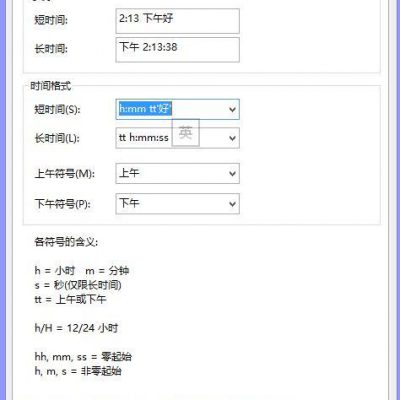 短时间: 2:13 下午好
长时间: 下午 2:13:38
时间格式
短时间(S): h:mm tt'好'
英
长时间(L): tt h:mm:ss
上午符号(M): 上午
下午符号(P): 下午
各符号的含义:
h = 小时 m = 分钟
s = 秒(仅限长时间)
tt = 上午或下午
h/H = 12/24 小时
hh, mm, ss = 零起始
h, m, s = 非零起始